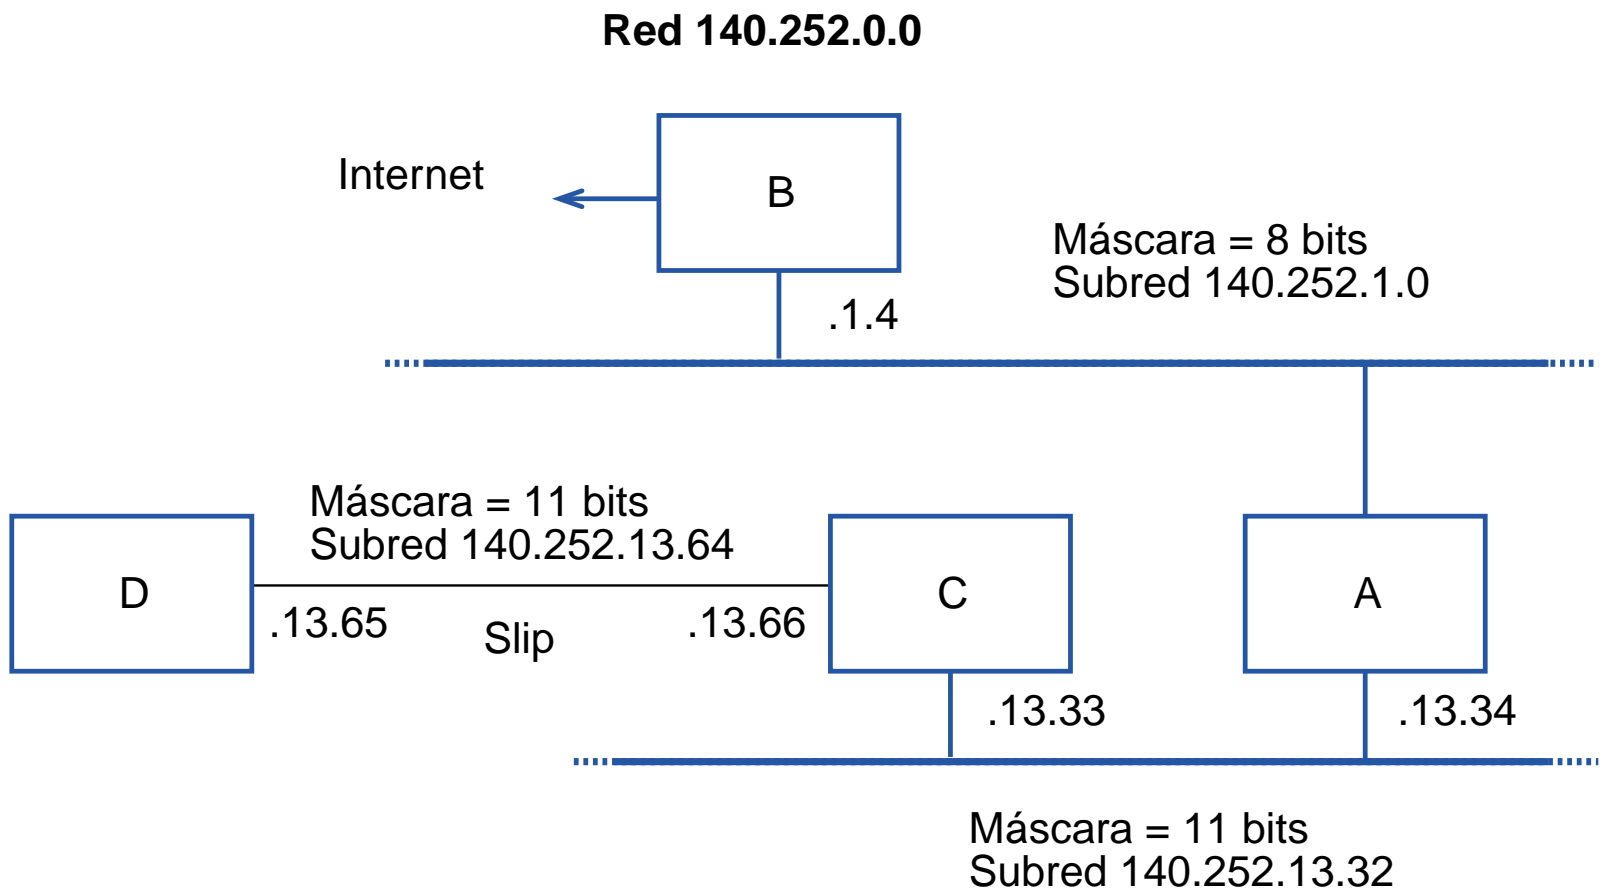 Red 140.252.0.0
Internet
B
Máscara = 8 bits
Subred 140.252.1.0
.1.4
Máscara = 11 bits
Subred 140.252.13.64
D
C
A
.13.65
Slip
.13.66
.13.33
.13.34
Máscara = 11 bits
Subred 140.252.13.32